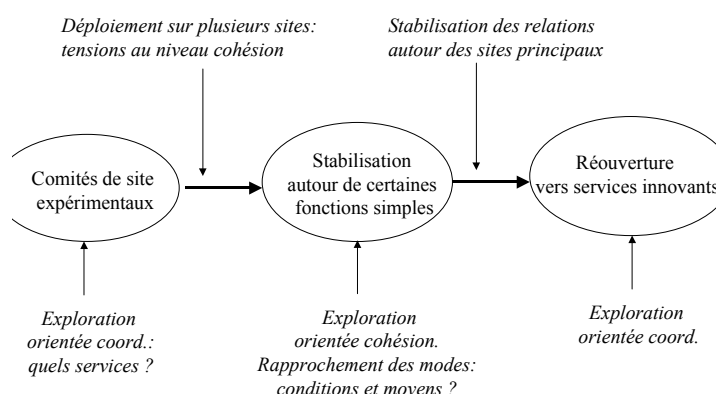 Déploiement sur plusieurs sites:
tensions au niveau cohésion
Stabilisation des relations
autour des sites principaux
Comités de site
expérimentaux
Stabilisation
autour de certaines
fonctions simples
Réouverture
vers services innovants
Exploration
orientée coord.:
quels services ?
Exploration
orientée cohésion.
Rapprochement des modes:
conditions et moyens ?
Exploration
orientée coord.